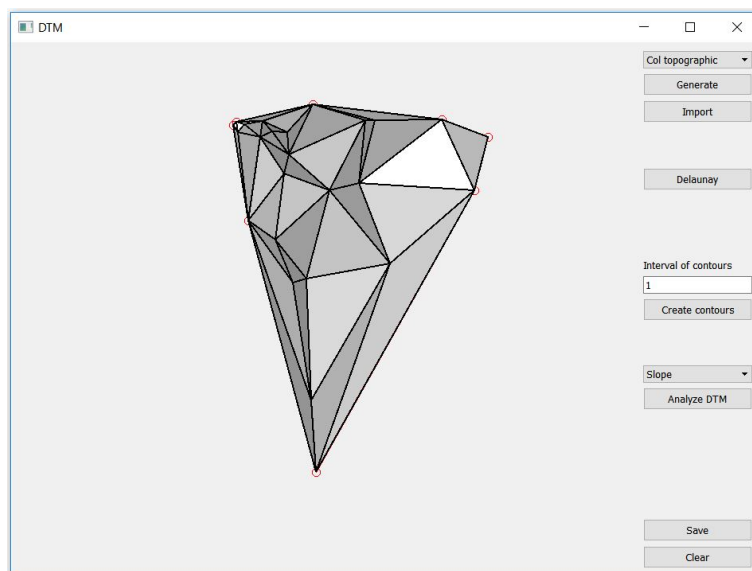 DTM
Col topographic
Generate
Import
Delaunay
Interval of contours
1
Create contours
Slope
Analyze DTM
Save
Clear